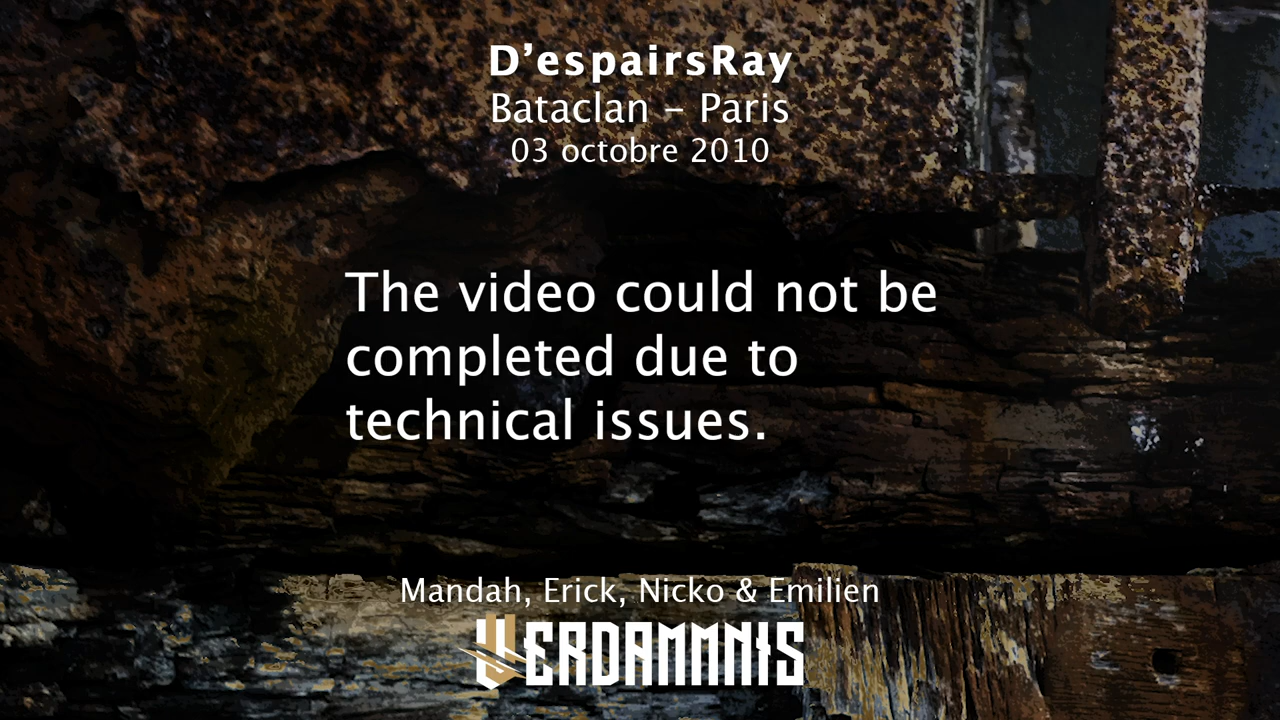 D’espairsRay
Bataclan – Paris
03 octobre 2010
The video could not be
completed due to
technical issues.
Mandah, Erick, Nicko & Emilien
VERDAMMNIS